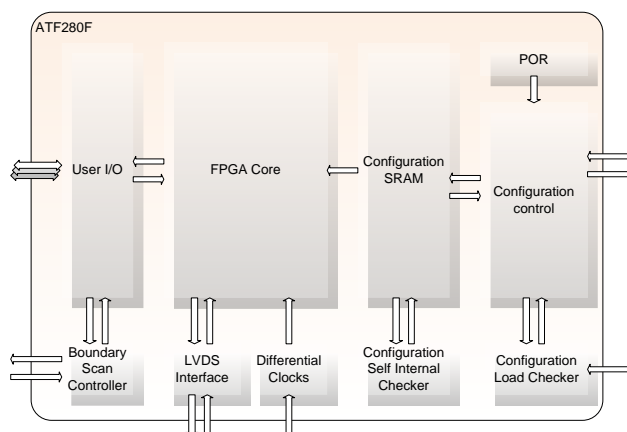 ATF280F
POR
User I/O
FPGA Core
Configuration
SRAM
Configuration
control
Boundary
Scan
Controller
LVDS
Interface
Differential
Clocks
Configuration
Self Internal
Checker
Configuration
Load Checker